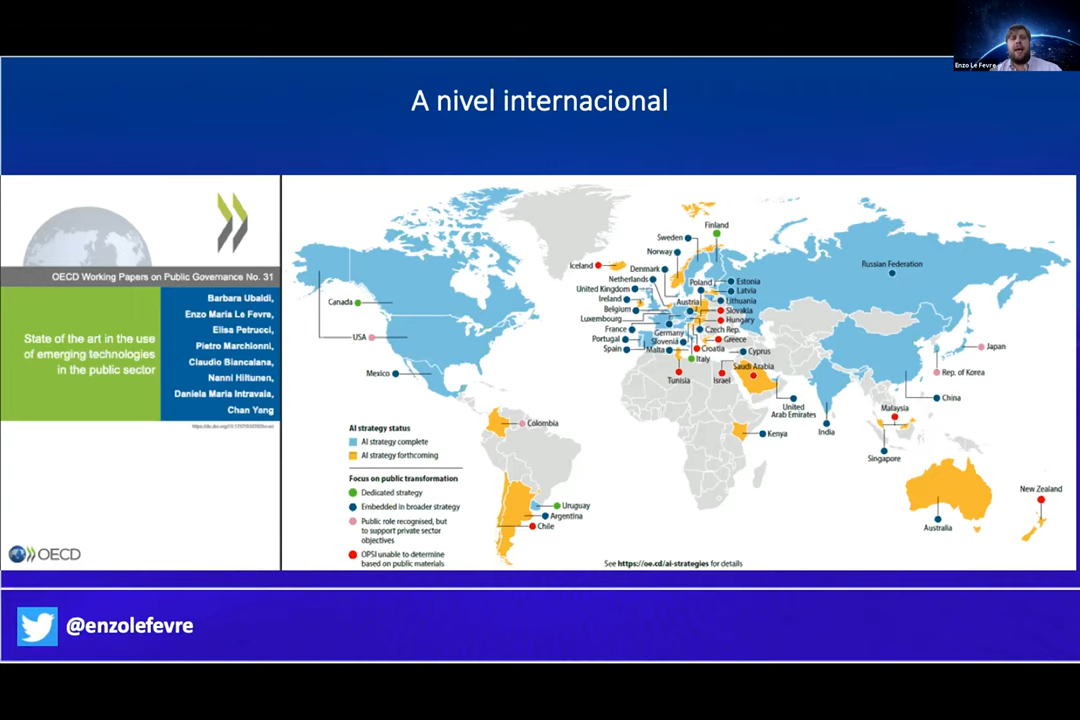 Enzo Le Fevre
A nivel internacional
OECD Working Papers on Public Governance No. 31
State of the art in the use
of emerging technologies
in the public sector
Barbara Ubaldi,
Enzo Maria Le Fevre,
Elisa Petrucci,
Pietro Marchionni,
Claudio Biancalana,
Nanni Hiltunen,
Daniela Maria Intravaia,
Chan Yang
OECD
Canada
USA
Mexico
Colombia
Uruguay
Argentina
Chile
Iceland
Finland
Sweden
Norway
Denmark
Netherlands
United Kingdom
Ireland
Belgium
Luxembourg
France
Portugal
Spain
Poland
Austria
Germany
Slovenia
Malta
Estonia
Latvia
Lithuania
Slovakia
Hungary
Czech Rep.
Greece
Croatia
Italy
Cyprus
Tunisia
Israel
Saudi Arabia
United
Arab Emirates
Kenya
India
Russian Federation
Japan
Rep. of Korea
China
Malaysia
Singapore
Australia
New Zealand
AI strategy status
AI strategy complete
AI strategy forthcoming
Focus on public transformation
Dedicated strategy
Embedded in broader strategy
Public role recognised, but
to support private sector
objectives
OPSI unable to determine
based on public materials
See https://oe.cd/ai-strategies for details
@enzolefevre